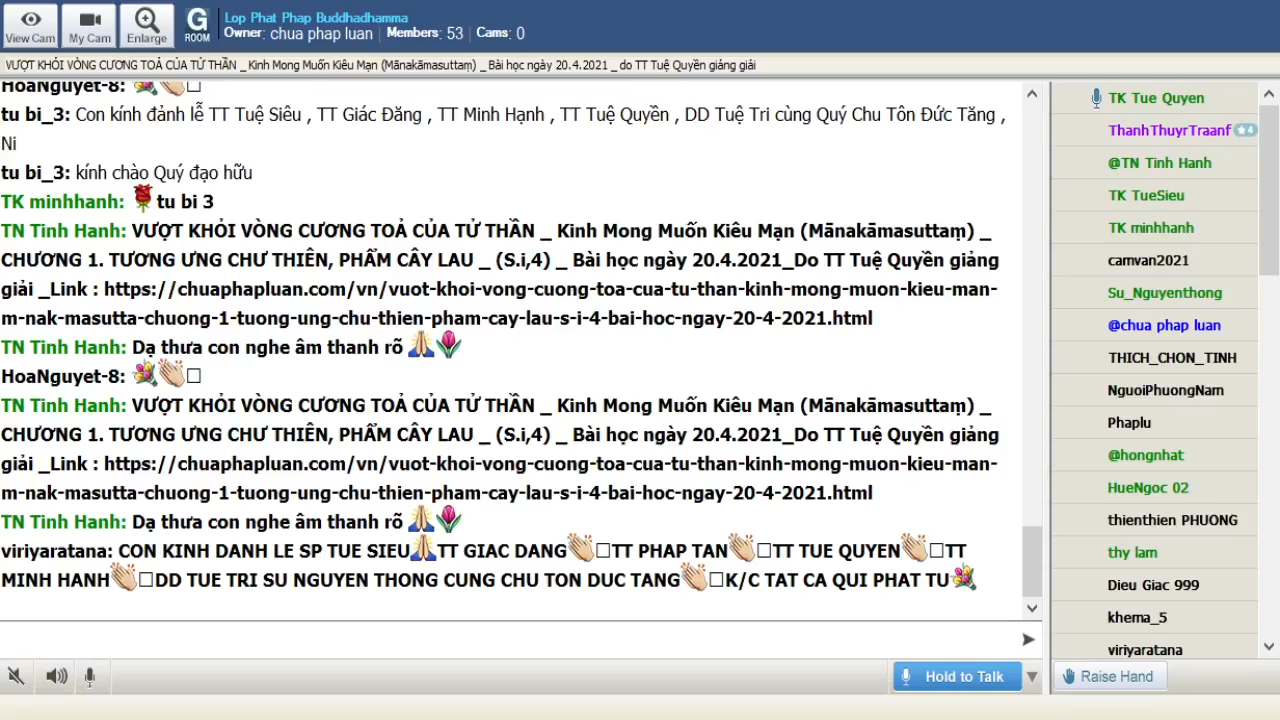 View Cam
My Cam
Enlarge
G
ROOM
Lop Phat Phap Buddhadhamma
Owner: chua phap luan
Members: 53
Cams: 0
VƯỢT KHỎI VÒNG CƯƠNG TOẢ CỦA TỬ THẦN _ Kinh Mong Muốn Kiêu Mạn (Mānakāmasuttaṃ) _ Bài học ngày 20.4.2021 _ do TT Tuệ Quyền giảng giải
HoaNguyet-8:
tu bi_3: Con kính đảnh lễ TT Tuệ Siêu , TT Giác Đăng , TT Minh Hạnh , TT Tuệ Quyền , DD Tuệ Tri cùng Quý Chu Tôn Đức Tăng ,
Ni
tu bi_3: kính chào Quý đạo hữu
TK minhhanh: 🌹tu bi 3
TN Tinh Hanh: VƯỢT KHỎI VÒNG CƯƠNG TOẢ CỦA TỬ THẦN _ Kinh Mong Muốn Kiêu Mạn (Mānakāmasuttaṃ) _
CHƯƠNG 1. TƯƠNG ƯNG CHƯ THIÊN, PHẨM CÂY LAU _ (S.i,4) _ Bài học ngày 20.4.2021_Do TT Tuệ Quyền giảng
giải _Link : https://chuaphapluan.com/vn/vuot-khoi-vong-cuong-toa-cua-tu-than-kinh-mong-muon-kieu-man-
m-nak-masutta-chuong-1-tuong-ung-chu-thien-pham-cay-lau-s-i-4-bai-hoc-ngay-20-4-2021.html
TN Tinh Hanh: Dạ thưa con nghe âm thanh rõ 🙏🌷
HoaNguyet-8: 💐👏□
TN Tinh Hanh: VƯỢT KHỎI VÒNG CƯƠNG TOẢ CỦA TỬ THẦN _ Kinh Mong Muốn Kiêu Mạn (Mānakāmasuttaṃ) _
CHƯƠNG 1. TƯƠNG ƯNG CHƯ THIÊN, PHẨM CÂY LAU _ (S.i,4) _ Bài học ngày 20.4.2021_Do TT Tuệ Quyền giảng
giải _Link : https://chuaphapluan.com/vn/vuot-khoi-vong-cuong-toa-cua-tu-than-kinh-mong-muon-kieu-man-
m-nak-masutta-chuong-1-tuong-ung-chu-thien-pham-cay-lau-s-i-4-bai-hoc-ngay-20-4-2021.html
TN Tinh Hanh: Dạ thưa con nghe âm thanh rõ 🙏🌷
viriyaratana: CON KINH DANH LE SP TUE SIEU🙏TT GIAC DANG👏□TT PHAP TAN👏□TT TUE QUYEN👏□TT
MINH HANH👏□DD TUE TRI SU NGUYEN THONG CUNG CHU TON DUC TANG👏□K/C TAT CA QUI PHAT TU💐
TK Tue Quyen
ThanhThuyrTraanf ★4
@TN Tinh Hanh
TK TueSieu
TK minhhanh
camvan2021
Su_Nguyenthong
@chua phap luan
THICH_CHON_TINH
NguoiPhuongNam
Phaplu
@hongnhat
HueNgoc 02
thienthien PHUONG
thy lam
Dieu Giac 999
khema_5
viriyaratana
Hold to Talk
Raise Hand